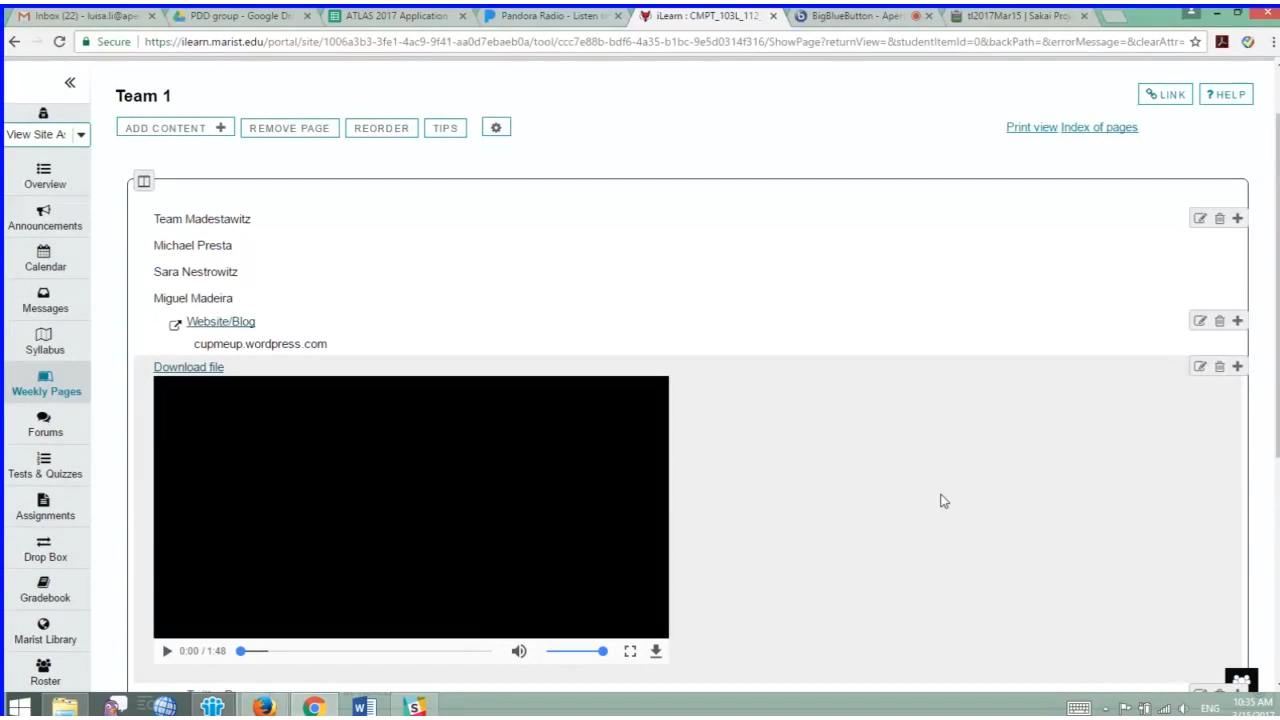 Inbox (22) - luisa.li@ape
PDD group - Google Dr
ATLAS 2017 Application
Pandora Radio - Listen t
iLearn : CMPT_103L_112_
BigBlueButton - Aper
tl2017Mar15 | Sakai Proj
Secure
https://ilearn.marist.edu/portal/site/1006a3b3-3fe1-4ac9-9f41-aa0d7ebaeb0a/tool/ccc7e88b-bdf6-4a35-b1bc-9e5d0314f316/ShowPage?returnView=&studentItemId=0&backPath=&errorMessage=&clearAttr=
Team 1
LINK
? HELP
ADD CONTENT
REMOVE PAGE
REORDER
TIPS
Print view Index of pages
View Site As
Overview
Announcements
Calendar
Messages
Syllabus
Weekly Pages
Forums
Tests & Quizzes
Assignments
Drop Box
Gradebook
Marist Library
Roster
Team Madestawitz
Michael Presta
Sara Nestrowitz
Miguel Madeira
Website/Blog
cupmeup.wordpress.com
Download file
0:00 / 1:48
ENG
10:35 AM
3/15/2017